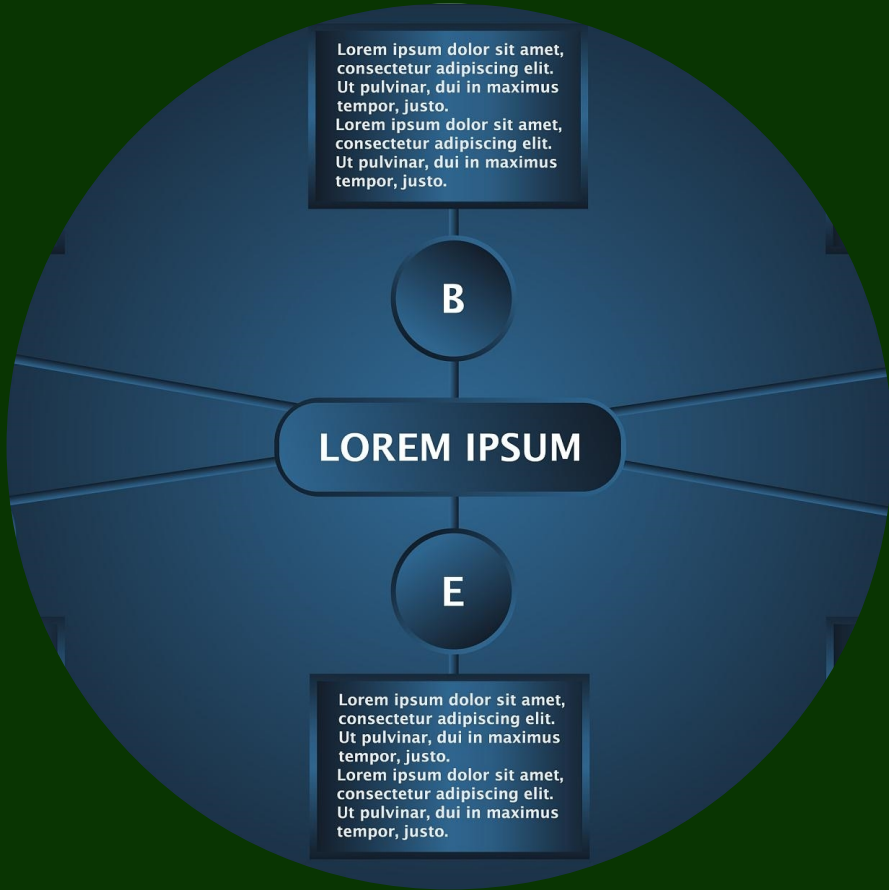 Lorem ipsum dolor sit amet,
consectetur adipiscing elit.
Ut pulvinar, dui in maximus
tempor, justo.
Lorem ipsum dolor sit amet,
consectetur adipiscing elit.
Ut pulvinar, dui in maximus
tempor, justo.
B
LOREM IPSUM
E
Lorem ipsum dolor sit amet,
consectetur adipiscing elit.
Ut pulvinar, dui in maximus
tempor, justo.
Lorem ipsum dolor sit amet,
consectetur adipiscing elit.
Ut pulvinar, dui in maximus
tempor, justo.